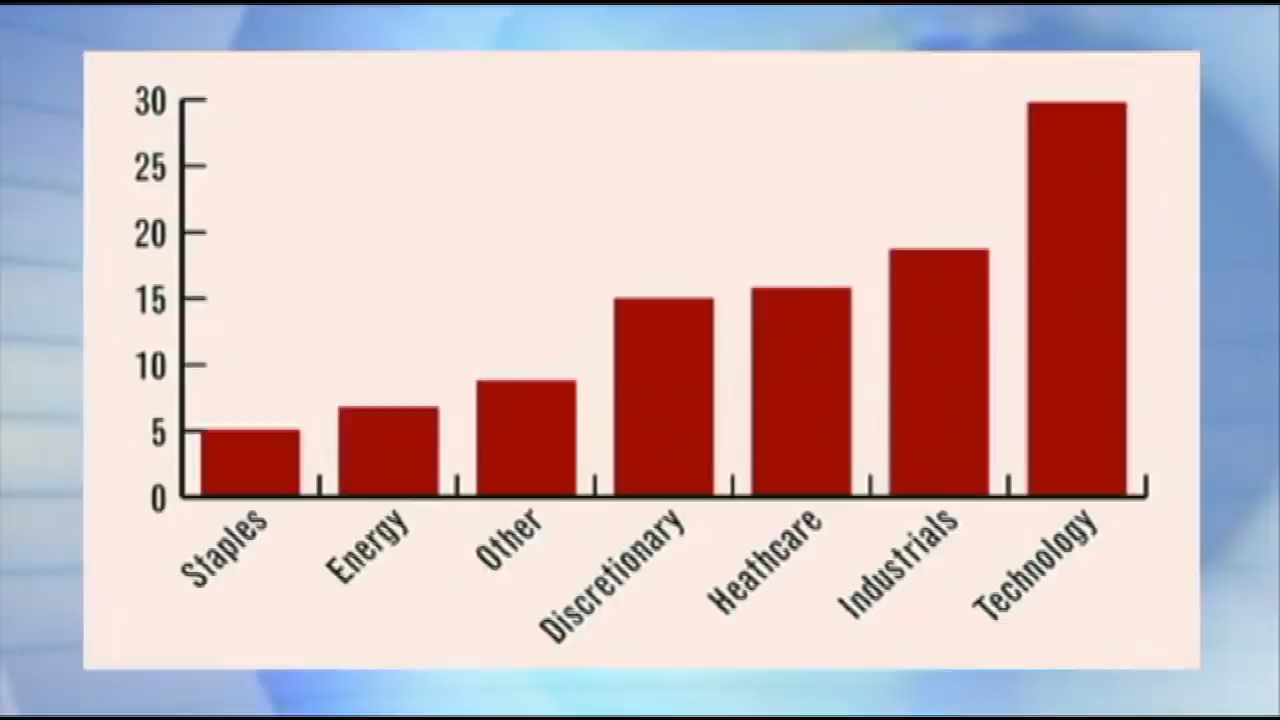 30
25
20
15
10
5
0
Staples
Energy
Other
Discretionary
Heathcare
Industrials
Technology